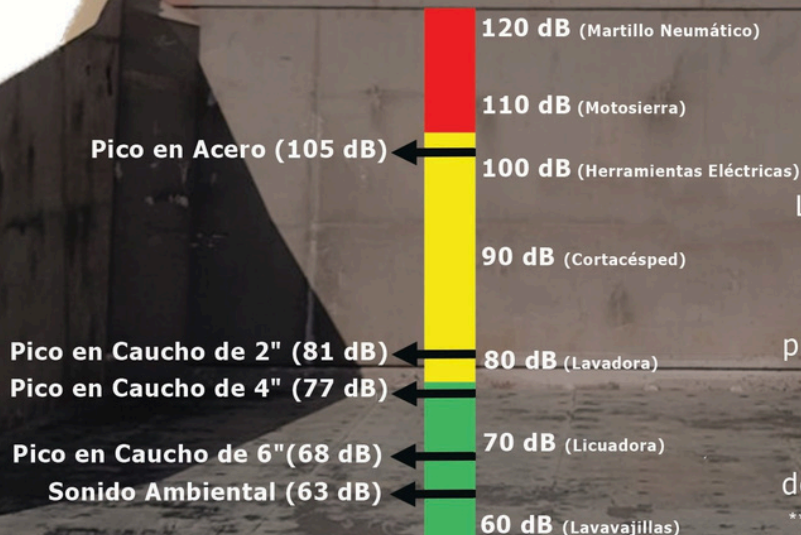 120 dB (Martillo Neumático)
110 dB (Motosierra)
Pico en Acero (105 dB)
100 dB (Herramientas Eléctricas)
90 dB (Cortacésped)
Pico en Caucho de 2" (81 dB)
80 dB (Lavadora)
Pico en Caucho de 4" (77 dB)
70 dB (Licuadora)
Pico en Caucho de 6"(68 dB)
Sonido Ambiental (63 dB)
60 dB (Lavavajillas)